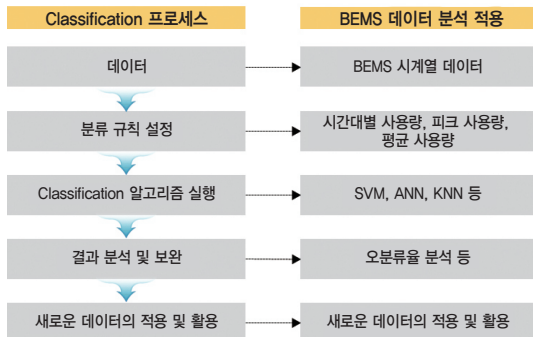 Classification 프로세스
BEMS 데이터 분석 적용
데이터
BEMS 시계열 데이터
분류 규칙 설정
시간대별 사용량, 피크 사용량,
평균 사용량
Classification 알고리즘 실행
SVM, ANN, KNN 등
결과 분석 및 보완
오분류율 분석 등
새로운 데이터의 적용 및 활용
새로운 데이터의 적용 및 활용